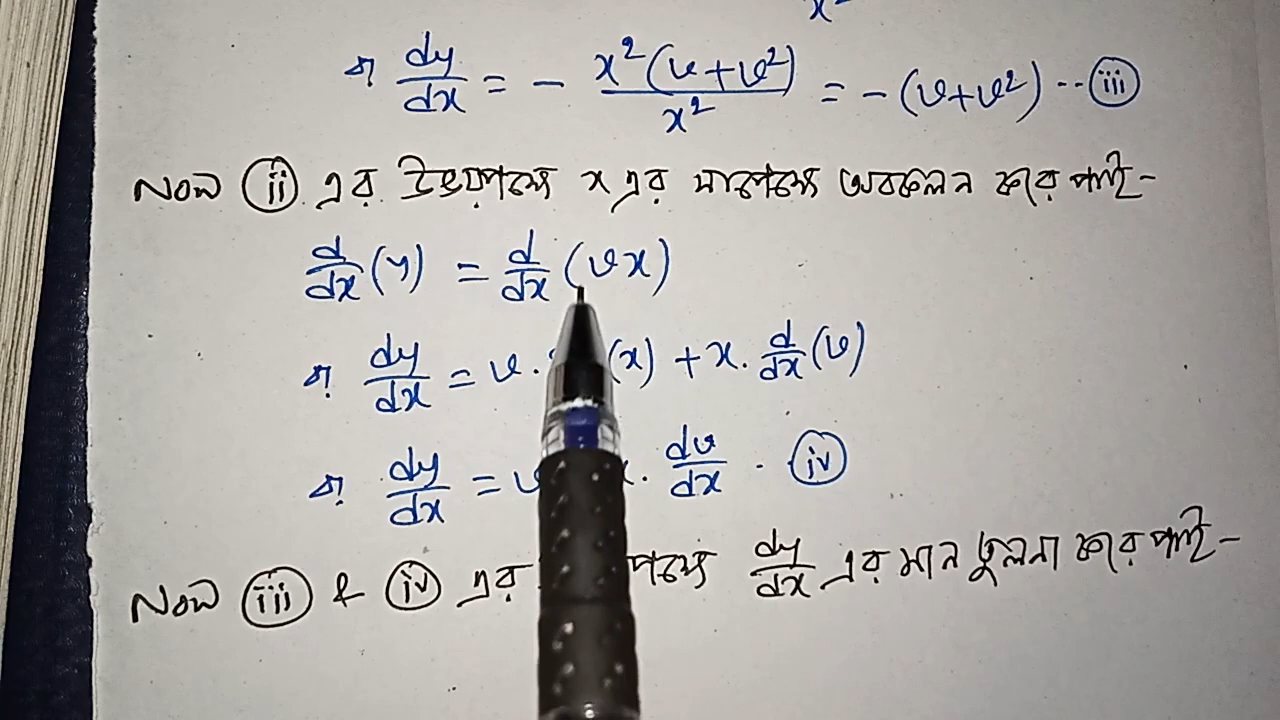 x²
বা, dy/dx = - x²(v+v²)/x² = -(v+v²) -- (iii)
Now (ii) এর উভয়পক্ষে x এর সাপেক্ষে অবকলন করে পাই-
d/dx (y) = d/dx (vx)
বা, dy/dx = v. (x) + x. d/dx (v)
বা, dy/dx = v . dv/dx . (iv)
Now (iii) & (iv) এর পক্ষে dy/dx এর মান তুলনা করে পাই-